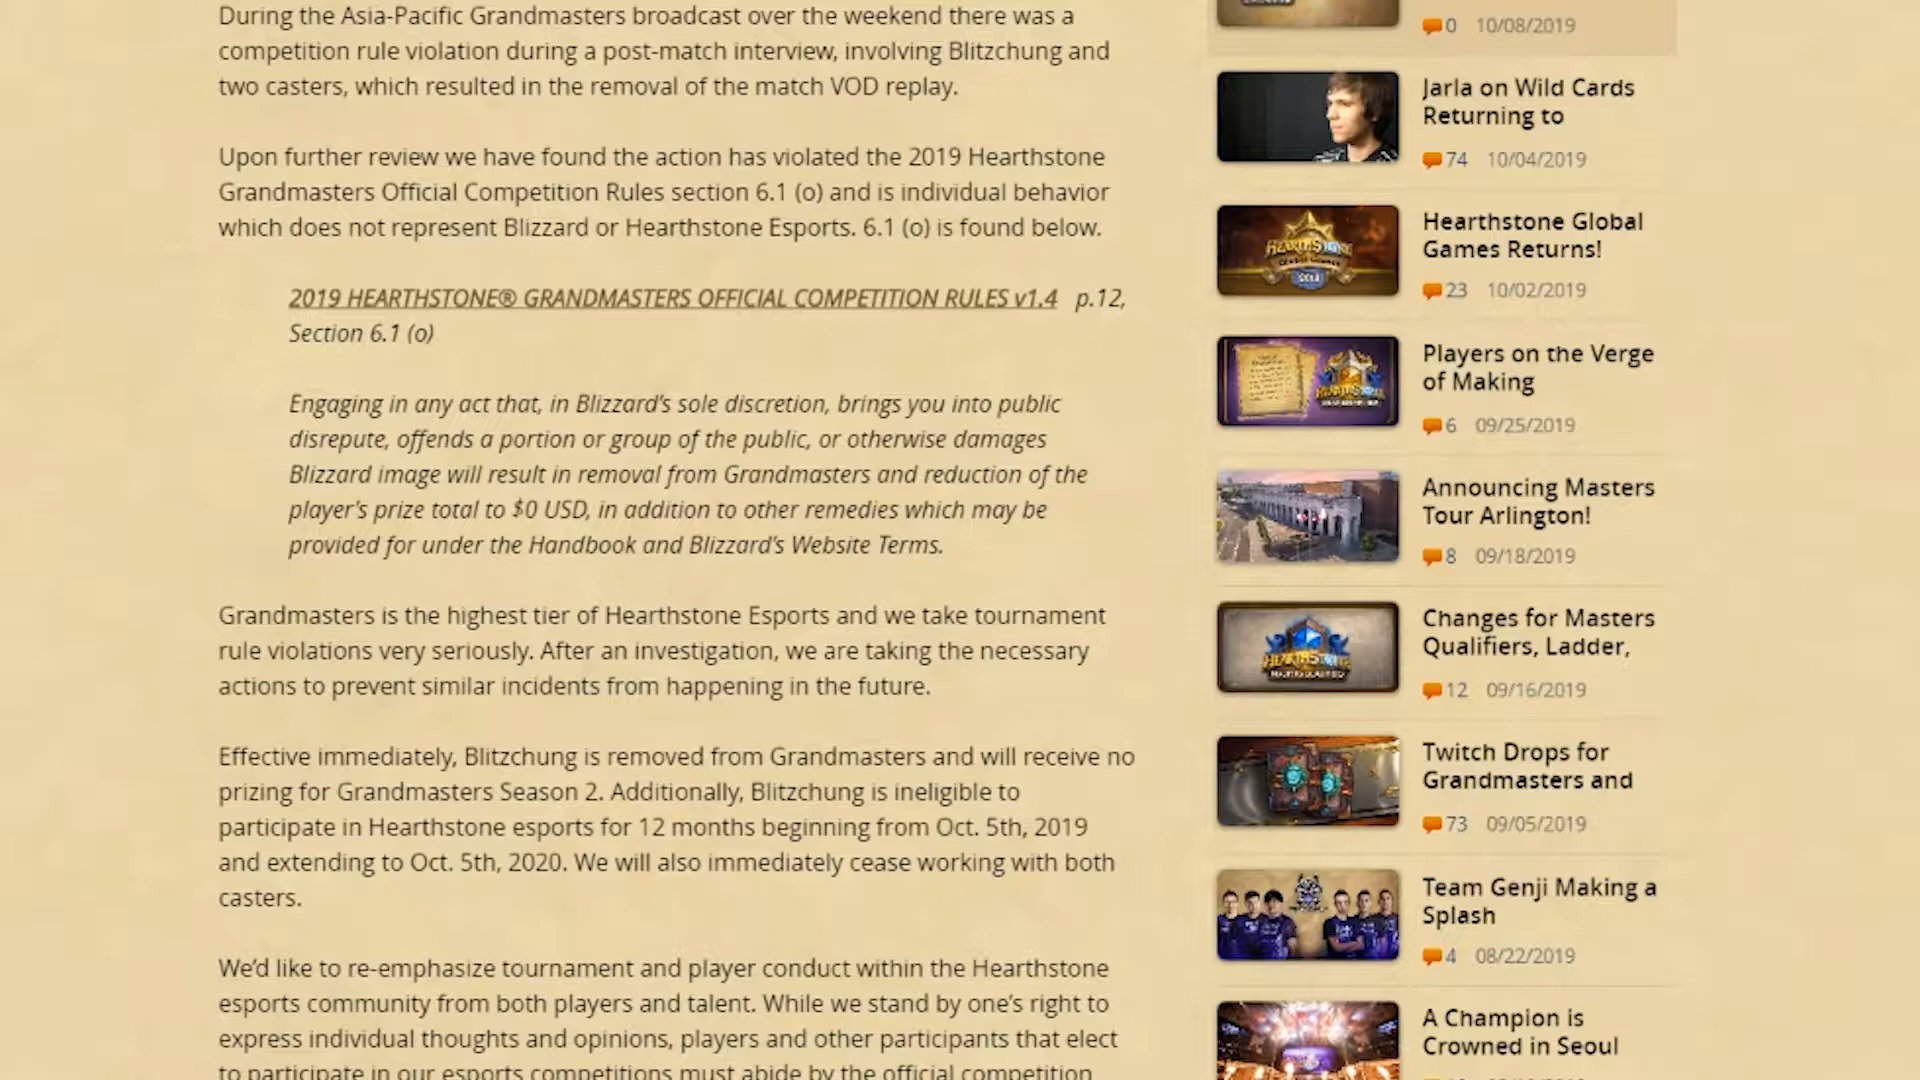 During the Asia-Pacific Grandmasters broadcast over the weekend there was a
competition rule violation during a post-match interview, involving Blitzchung and
two casters, which resulted in the removal of the match VOD replay.
Upon further review we have found the action has violated the 2019 Hearthstone
Grandmasters Official Competition Rules section 6.1 (o) and is individual behavior
which does not represent Blizzard or Hearthstone Esports. 6.1 (o) is found below.
2019 HEARTHSTONE® GRANDMASTERS OFFICIAL COMPETITION RULES v1.4 p.12,
Section 6.1 (o)
Engaging in any act that, in Blizzard's sole discretion, brings you into public
disrepute, offends a portion or group of the public, or otherwise damages
Blizzard image will result in removal from Grandmasters and reduction of the
player's prize total to $0 USD, in addition to other remedies which may be
provided for under the Handbook and Blizzard's Website Terms.
Grandmasters is the highest tier of Hearthstone Esports and we take tournament
rule violations very seriously. After an investigation, we are taking the necessary
actions to prevent similar incidents from happening in the future.
Effective immediately, Blitzchung is removed from Grandmasters and will receive no
prizing for Grandmasters Season 2. Additionally, Blitzchung is ineligible to
participate in Hearthstone esports for 12 months beginning from Oct. 5th, 2019
and extending to Oct. 5th, 2020. We will also immediately cease working with both
casters.
We'd like to re-emphasize tournament and player conduct within the Hearthstone
esports community from both players and talent. While we stand by one's right to
express individual thoughts and opinions, players and other participants that elect
to participate in our esports competitions must abide by the official competition
0 10/08/2019
Jarla on Wild Cards
Returning to
74 10/04/2019
Hearthstone Global
Games Returns!
23 10/02/2019
Players on the Verge
of Making
6 09/25/2019
Announcing Masters
Tour Arlington!
8 09/18/2019
Changes for Masters
Qualifiers, Ladder,
12 09/16/2019
Twitch Drops for
Grandmasters and
73 09/05/2019
Team Genji Making a
Splash
4 08/22/2019
A Champion is
Crowned in Seoul